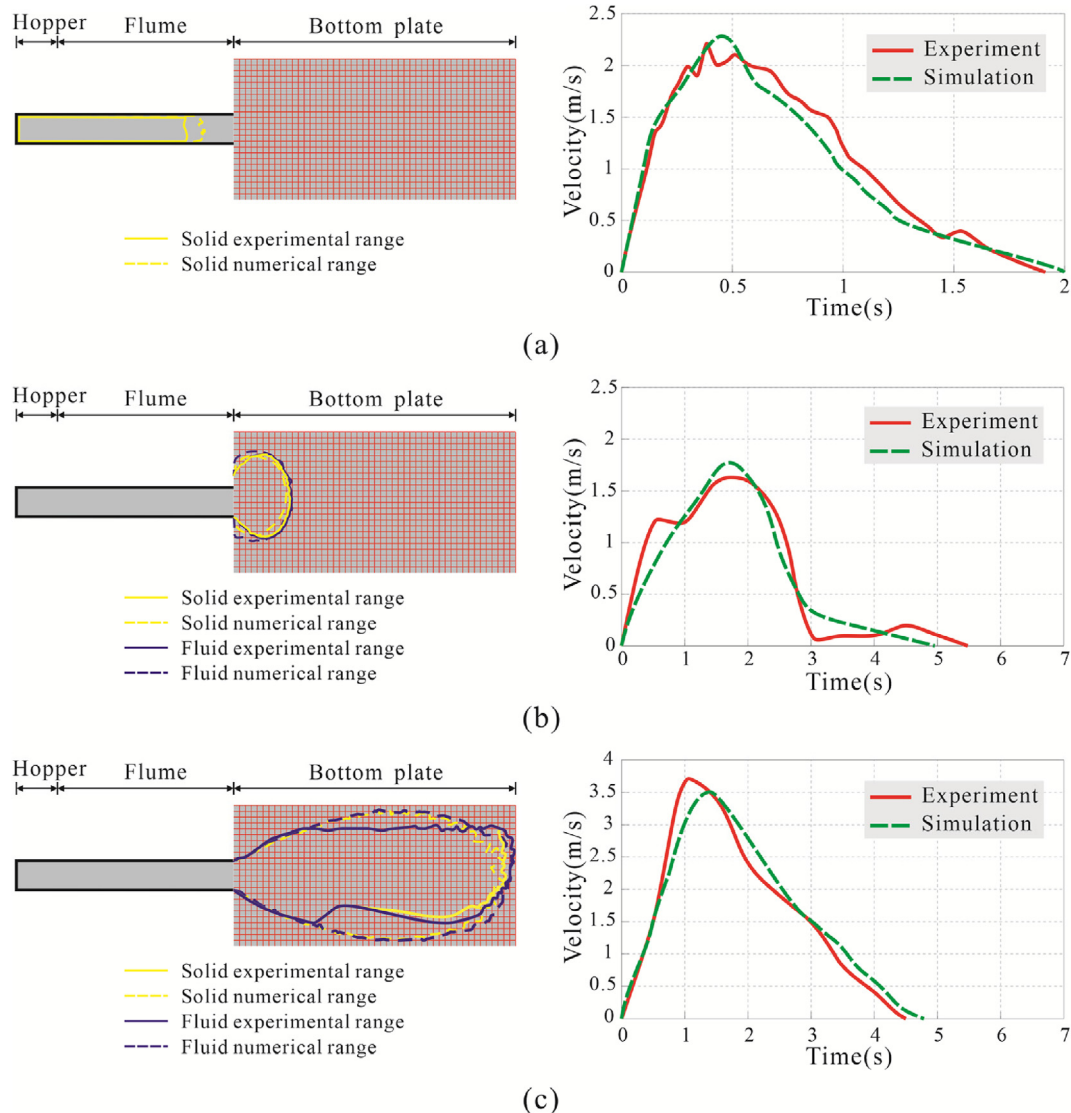 Hopper Flume Bottom plate
Solid experimental range
Solid numerical range
2.5
2
1.5
1
0.5
0
Velocity(m/s)
Experiment
Simulation
0 0.5 1 1.5 2
Time(s)
(a)
Hopper Flume Bottom plate
Solid experimental range
Solid numerical range
Fluid experimental range
Fluid numerical range
2.5
2
1.5
1
0.5
0
Velocity(m/s)
Experiment
Simulation
0 1 2 3 4 5 6 7
Time(s)
(b)
Hopper Flume Bottom plate
Solid experimental range
Solid numerical range
Fluid experimental range
Fluid numerical range
4
3.5
3
2.5
2
1.5
1
0.5
0
Velocity(m/s)
Experiment
Simulation
0 1 2 3 4 5 6 7
Time(s)
(c)